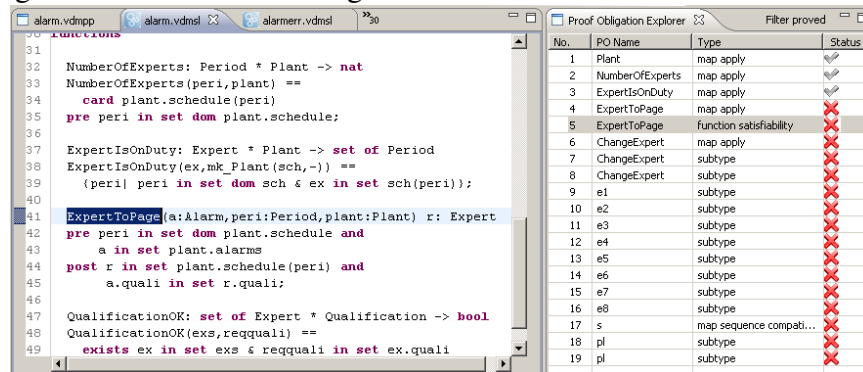 alarm.vdmpp alarm.vdmsl alarmerr.vdmsl »30
30 functions
31
32 NumberOfExperts: Period * Plant -> nat
33 NumberOfExperts(peri,plant) ==
34 card plant.schedule(peri)
35 pre peri in set dom plant.schedule;
36
37 ExpertIsOnDuty: Expert * Plant -> set of Period
38 ExpertIsOnDuty(ex,mk_Plant(sch,-)) ==
39 {peri| peri in set dom sch & ex in set sch(peri)};
40
41 ExpertToPage(a:Alarm,peri:Period,plant:Plant) r: Expert
42 pre peri in set dom plant.schedule and
43 a in set plant.alarms
44 post r in set plant.schedule(peri) and
45 a.quali in set r.quali;
46
47 QualificationOK: set of Expert * Qualification -> bool
48 QualificationOK(exs,reqquali) ==
49 exists ex in set exs & reqquali in set ex.quali
Proof Obligation Explorer Filter proved
No. PO Name Type Status
1 Plant map apply
2 NumberOfExperts map apply
3 ExpertIsOnDuty map apply
4 ExpertToPage map apply
5 ExpertToPage function satisfiability
6 ChangeExpert map apply
7 ChangeExpert subtype
8 ChangeExpert subtype
9 e1 subtype
10 e2 subtype
11 e3 subtype
12 e4 subtype
13 e5 subtype
14 e6 subtype
15 e7 subtype
16 e8 subtype
17 s map sequence compati...
18 pl subtype
19 pl subtype